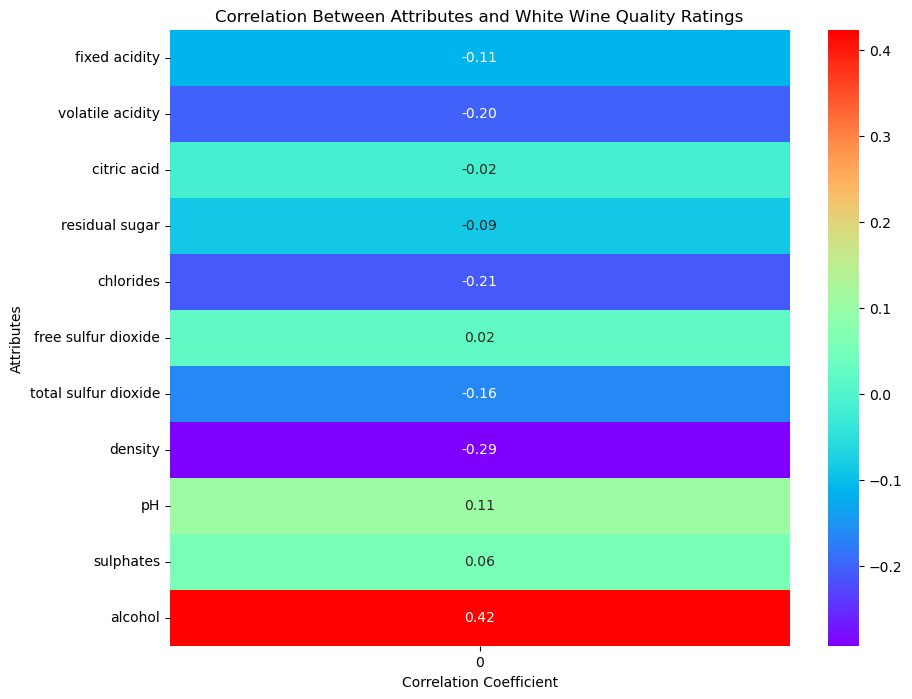 Correlation Between Attributes and White Wine Quality Ratings
fixed acidity -0.11
volatile acidity -0.20
citric acid -0.02
residual sugar -0.09
chlorides -0.21
free sulfur dioxide 0.02
total sulfur dioxide -0.16
density -0.29
pH 0.11
sulphates 0.06
alcohol 0.42
0
Correlation Coefficient
Attributes
0.4
0.3
0.2
0.1
0.0
−0.1
−0.2